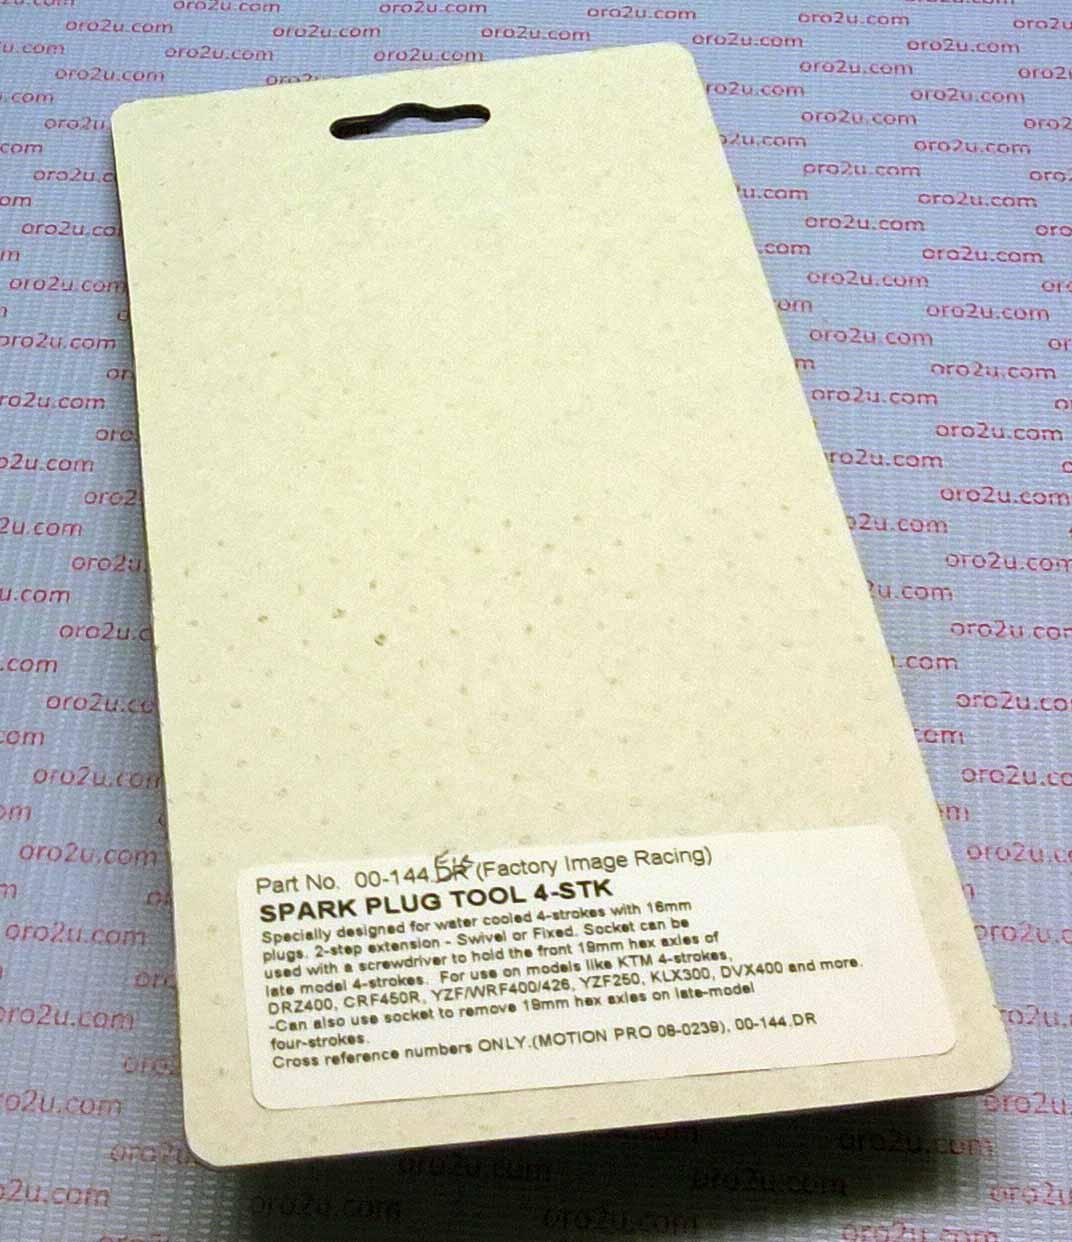 Part No. 00-144.DR (Factory Image Racing)
SPARK PLUG TOOL 4-STK
Specially designed for water cooled 4-strokes with 16mm
plugs. 2-step extension - Swivel or Fixed. Socket can be
used with a screwdriver to hold the front 19mm hex axles of
late model 4-strokes. For use on models like KTM 4-strokes,
DRZ400, CRF450R, YZF/WRF400/426, YZF250, KLX300, DVX400 and more.
-Can also use socket to remove 19mm hex axles on late-model
four-strokes.
Cross reference numbers ONLY.(MOTION PRO 08-0239), 00-144.DR
oro2u.com